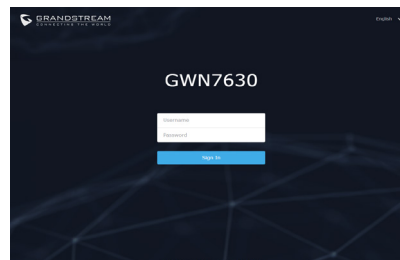 GRANDSTREAM
CONNECTING THE WORLD
English
GWN7630
Username
Password
Sign In